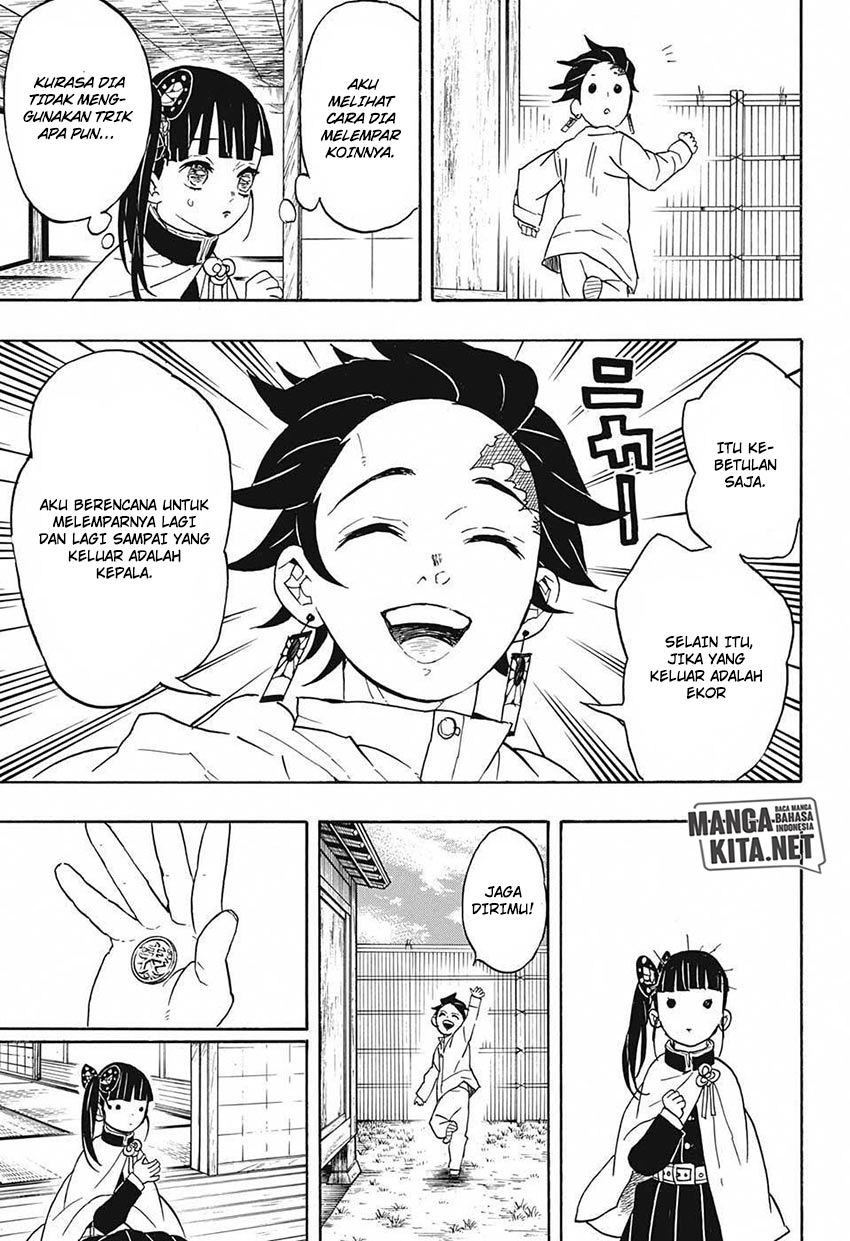 AKU
MELIHAT
CARA DIA
MELEMPAR
KOINNYA.
KURASA DIA
TIDAK MENG-
GUNAKAN TRIK
APA PUN...
ITU KE-
BETULAN
SAJA.
ニカー
SELAIN ITU,
JIKA YANG
KELUAR ADALAH
EKOR
AKU BERENCANA UNTUK
MELEMPARNYA LAGI
DAN LAGI SAMPAI YANG
KELUAR ADALAH
KEPALA.
MANGA
KITA.NET
BACA MANGA
BAHASA
INDONESIA
JAGA
DIRIMU!